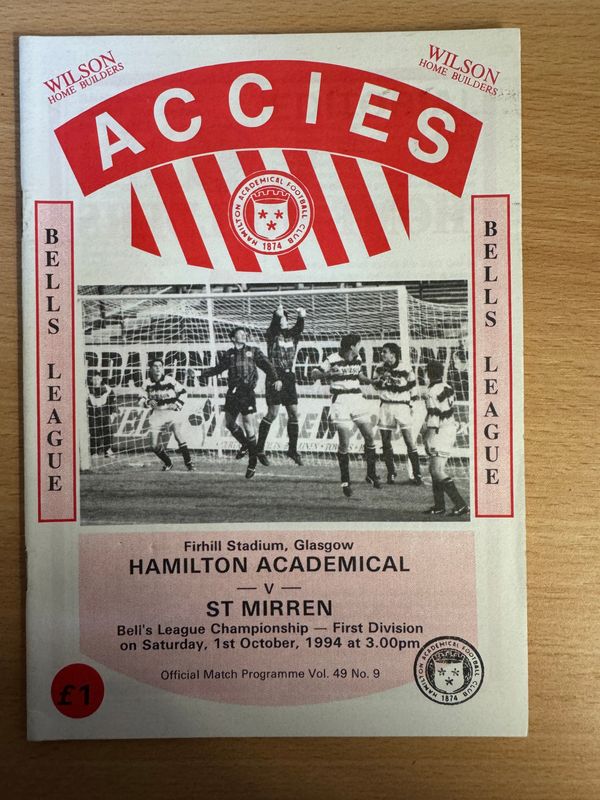 WILSON
HOME BUILDERS
WILSON
HOME BUILDERS
ACCIES
HAMILTON ACADEMICAL FOOTBALL CLUB
1874
BELLS LEAGUE
BELLS LEAGUE
Firhill Stadium, Glasgow
HAMILTON ACADEMICAL
— V —
ST MIRREN
Bell's League Championship — First Division
on Saturday, 1st October, 1994 at 3.00pm
Official Match Programme Vol. 49 No. 9
£1
HAMILTON ACADEMICAL FOOTBALL CLUB
1874